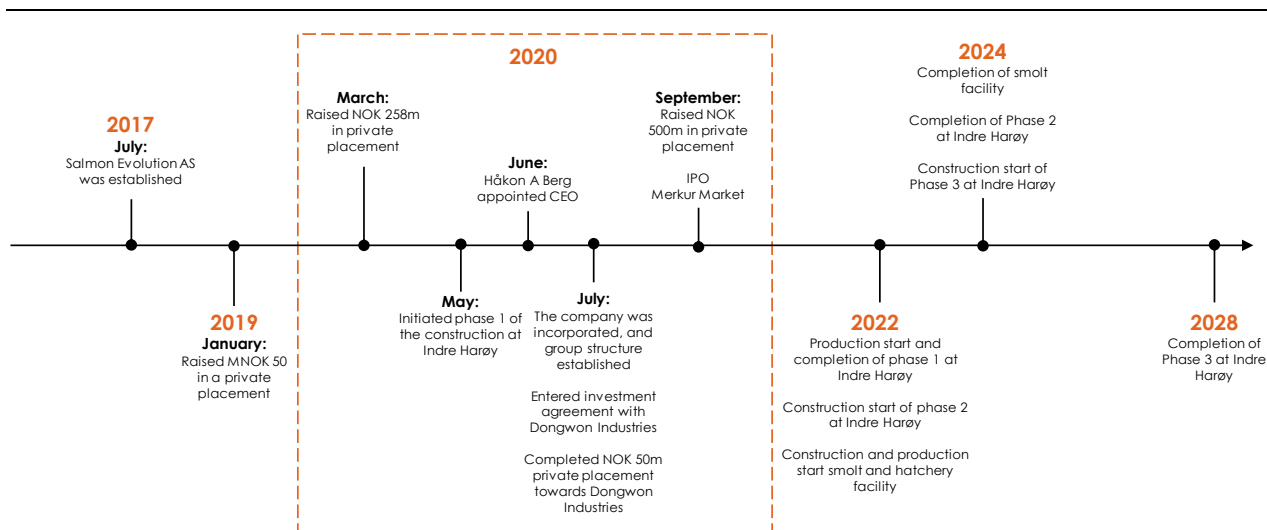 2017
July:
Salmon Evolution AS
was established
2019
January:
Raised MNOK 50
in a private
placement
2020
March:
Raised NOK 258m
in private
placement
May:
Initiated phase 1 of
the construction at
Indre Harøy
June:
Håkon A Berg
appointed CEO
July:
The company was
incorporated, and
group structure
established
Entered investment
agreement with
Dongwon Industries
Completed NOK 50m
private placement
towards Dongwon
Industries
September:
Raised NOK
500m in private
placement
IPO
Merkur Market
2022
Production start and
completion of phase 1 at
Indre Harøy
Construction start of phase 2
at Indre Harøy
Construction and production
start smolt and hatchery
facility
2024
Completion of smolt
facility
Completion of Phase 2
at Indre Harøy
Construction start of
Phase 3 at Indre Harøy
2028
Completion of
Phase 3 at Indre
Harøy